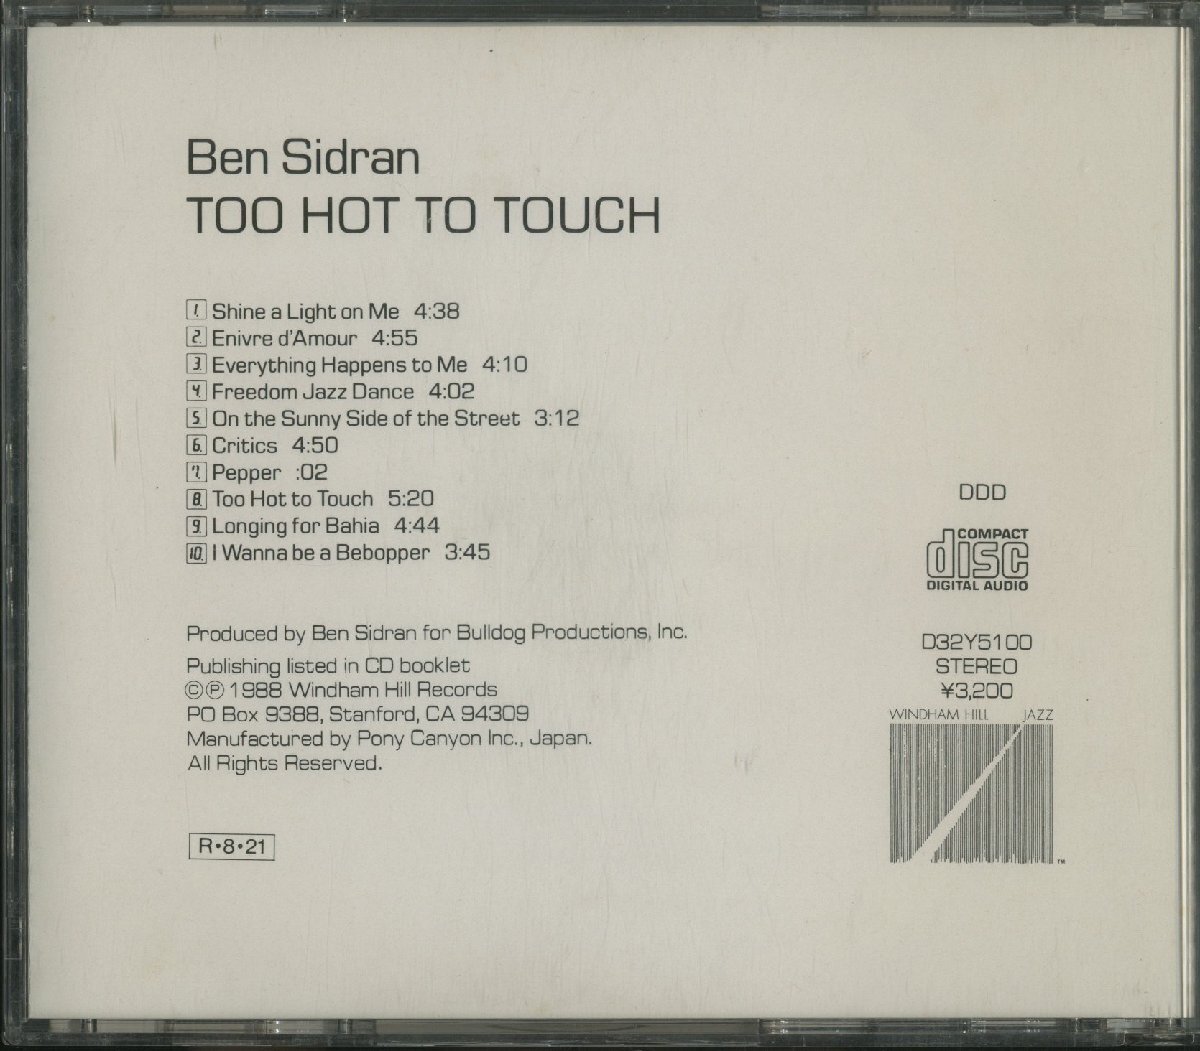 Ben Sidran
TOO HOT TO TOUCH
1. Shine a Light on Me 4:38
2. Enivre d'Amour 4:55
3. Everything Happens to Me 4:10
4. Freedom Jazz Dance 4:02
5. On the Sunny Side of the Street 3:12
6. Critics 4:50
7. Pepper :02
8. Too Hot to Touch 5:20
9. Longing for Bahia 4:44
10. I Wanna be a Bebopper 3:45
Produced by Ben Sidran for Bulldog Productions, Inc.
Publishing listed in CD booklet
©℗ 1988 Windham Hill Records
PO Box 9388, Stanford, CA 94309
Manufactured by Pony Canyon Inc., Japan.
All Rights Reserved.
R•8•21
DDD
COMPACT
disc
DIGITAL AUDIO
D32Y5100
STEREO
¥3,200
WINDHAM HILL JAZZ
TM